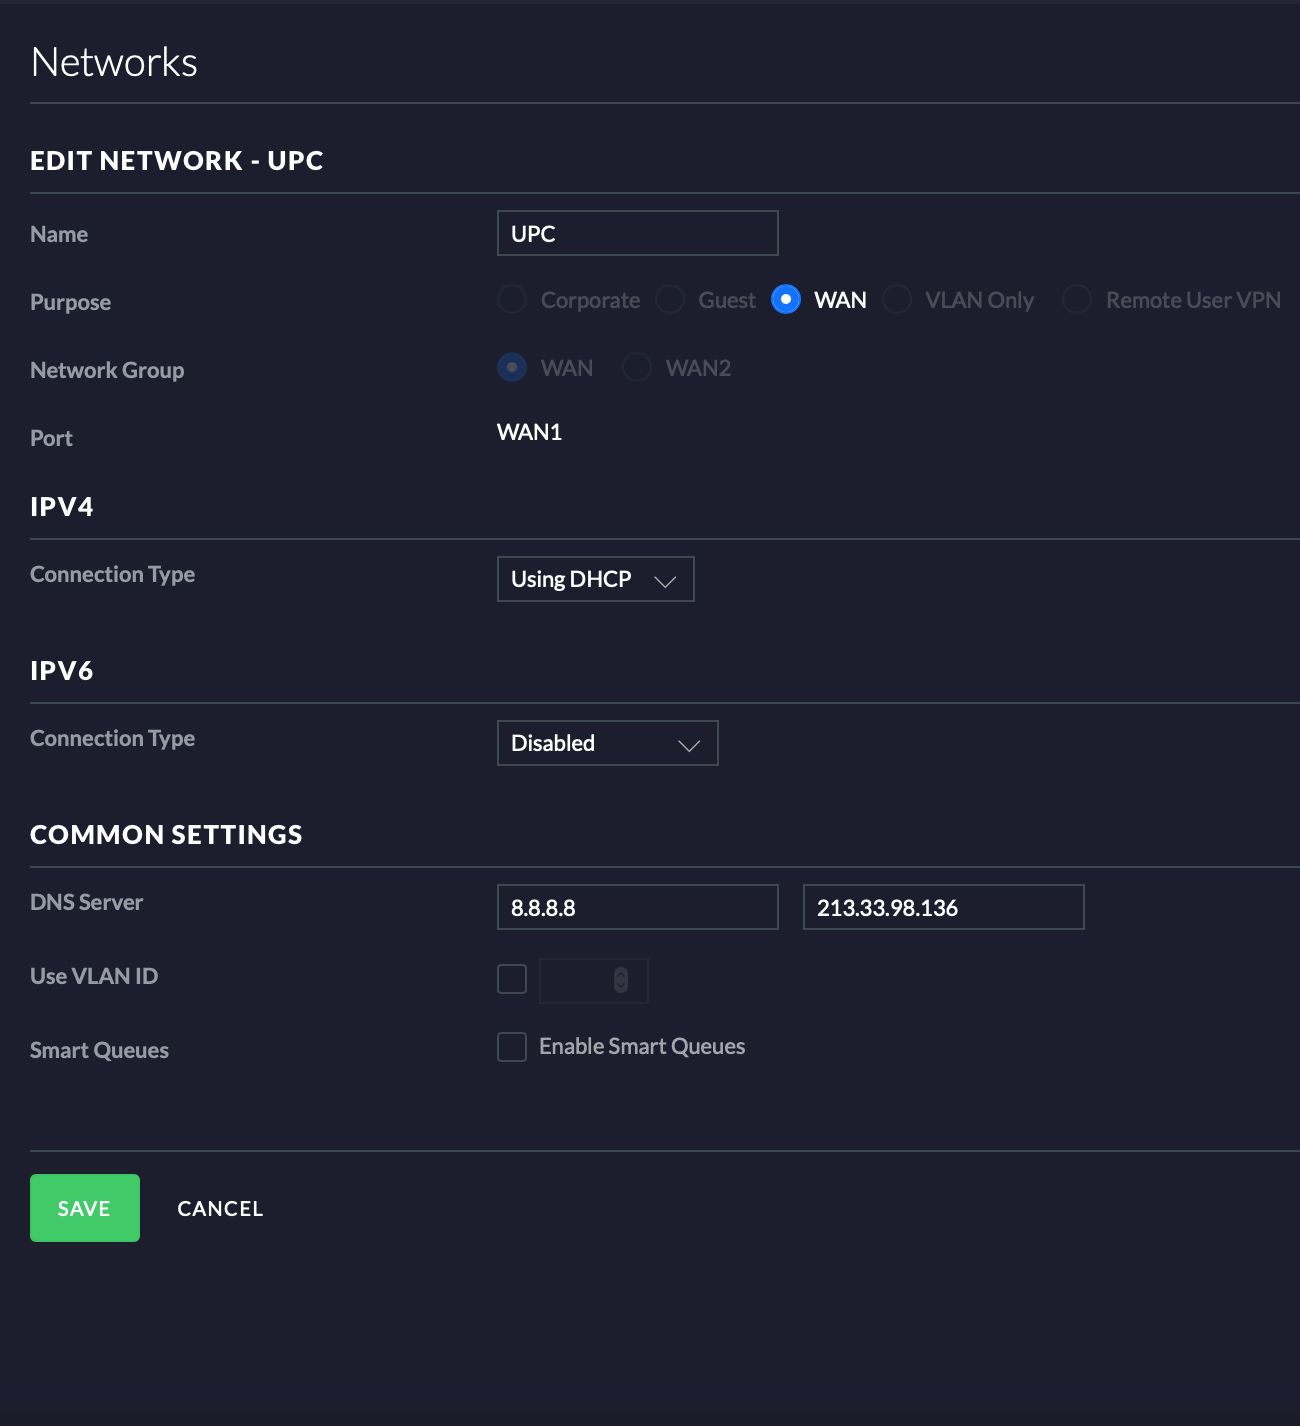 Networks
EDIT NETWORK - UPC
Name UPC
Purpose Corporate Guest WAN VLAN Only Remote User VPN
Network Group WAN WAN2
Port WAN1
IPV4
Connection Type Using DHCP
IPV6
Connection Type Disabled
COMMON SETTINGS
DNS Server 8.8.8.8 213.33.98.136
Use VLAN ID
Smart Queues Enable Smart Queues
SAVE CANCEL